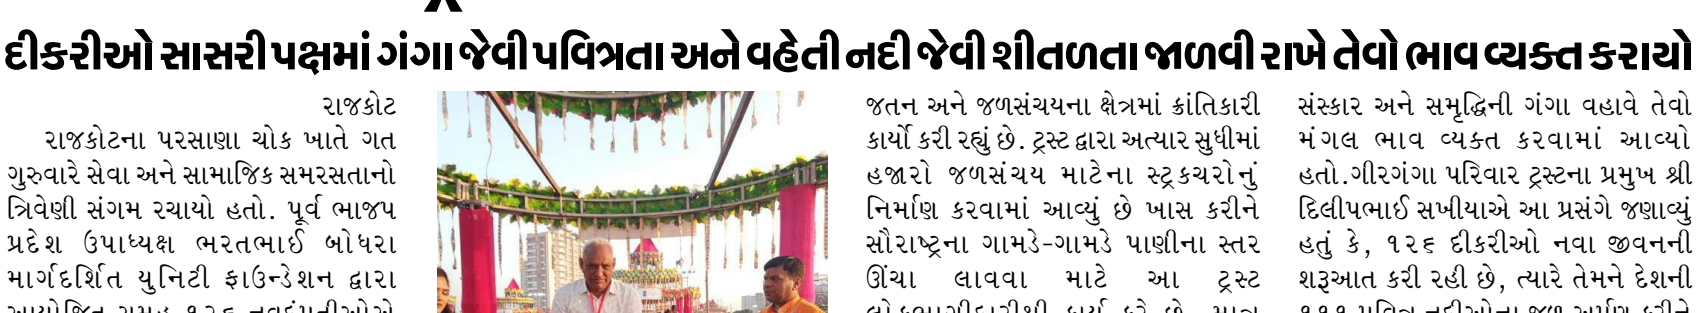 દીકરીઓ સાસરી પક્ષમાં ગંગા જેવી પવિત્રતા અને વહેતી નદી જેવી શીતળતા જાળવી રાખે તેવો ભાવ વ્યક્ત કરાયો
રાજકોટ
રાજકોટના પરસાણા ચોક ખાતે ગત
ગુરુવારે સેવા અને સામાજિક સમરસતાનો
ત્રિવેણી સંગમ રચાયો હતો. પૂર્વ ભાજપ
પ્રદેશ ઉપાધ્યક્ષ ભરતભાઈ બોઘરા
માર્ગદર્શિત યુનિટી ફાઉન્ડેશન દ્વારા
જતન અને જળસંચયના ક્ષેત્રમાં ક્રાંતિકારી
કાર્યો કરી રહ્યું છે. ટ્રસ્ટ દ્વારા અત્યાર સુધીમાં
હજારો જળસંચય માટેના સ્ટ્રકચરોનું
નિર્માણ કરવામાં આવ્યું છે ખાસ કરીને
સૌરાષ્ટ્રના ગામડે-ગામડે પાણીના સ્તર
ઊંચા લાવવા માટે આ ટ્રસ્ટ
સંસ્કાર અને સમૃદ્ધિની ગંગા વહાવે તેવો
મંગલ ભાવ વ્યક્ત કરવામાં આવ્યો
હતો.ગીરગંગા પરિવાર ટ્રસ્ટના પ્રમુખ શ્રી
દિલીપભાઈ સખીયાએ આ પ્રસંગે જણાવ્યું
હતું કે, ૧૨૬ દીકરીઓ નવા જીવનની
શરૂઆત કરી રહી છે, ત્યારે તેમને દેશની